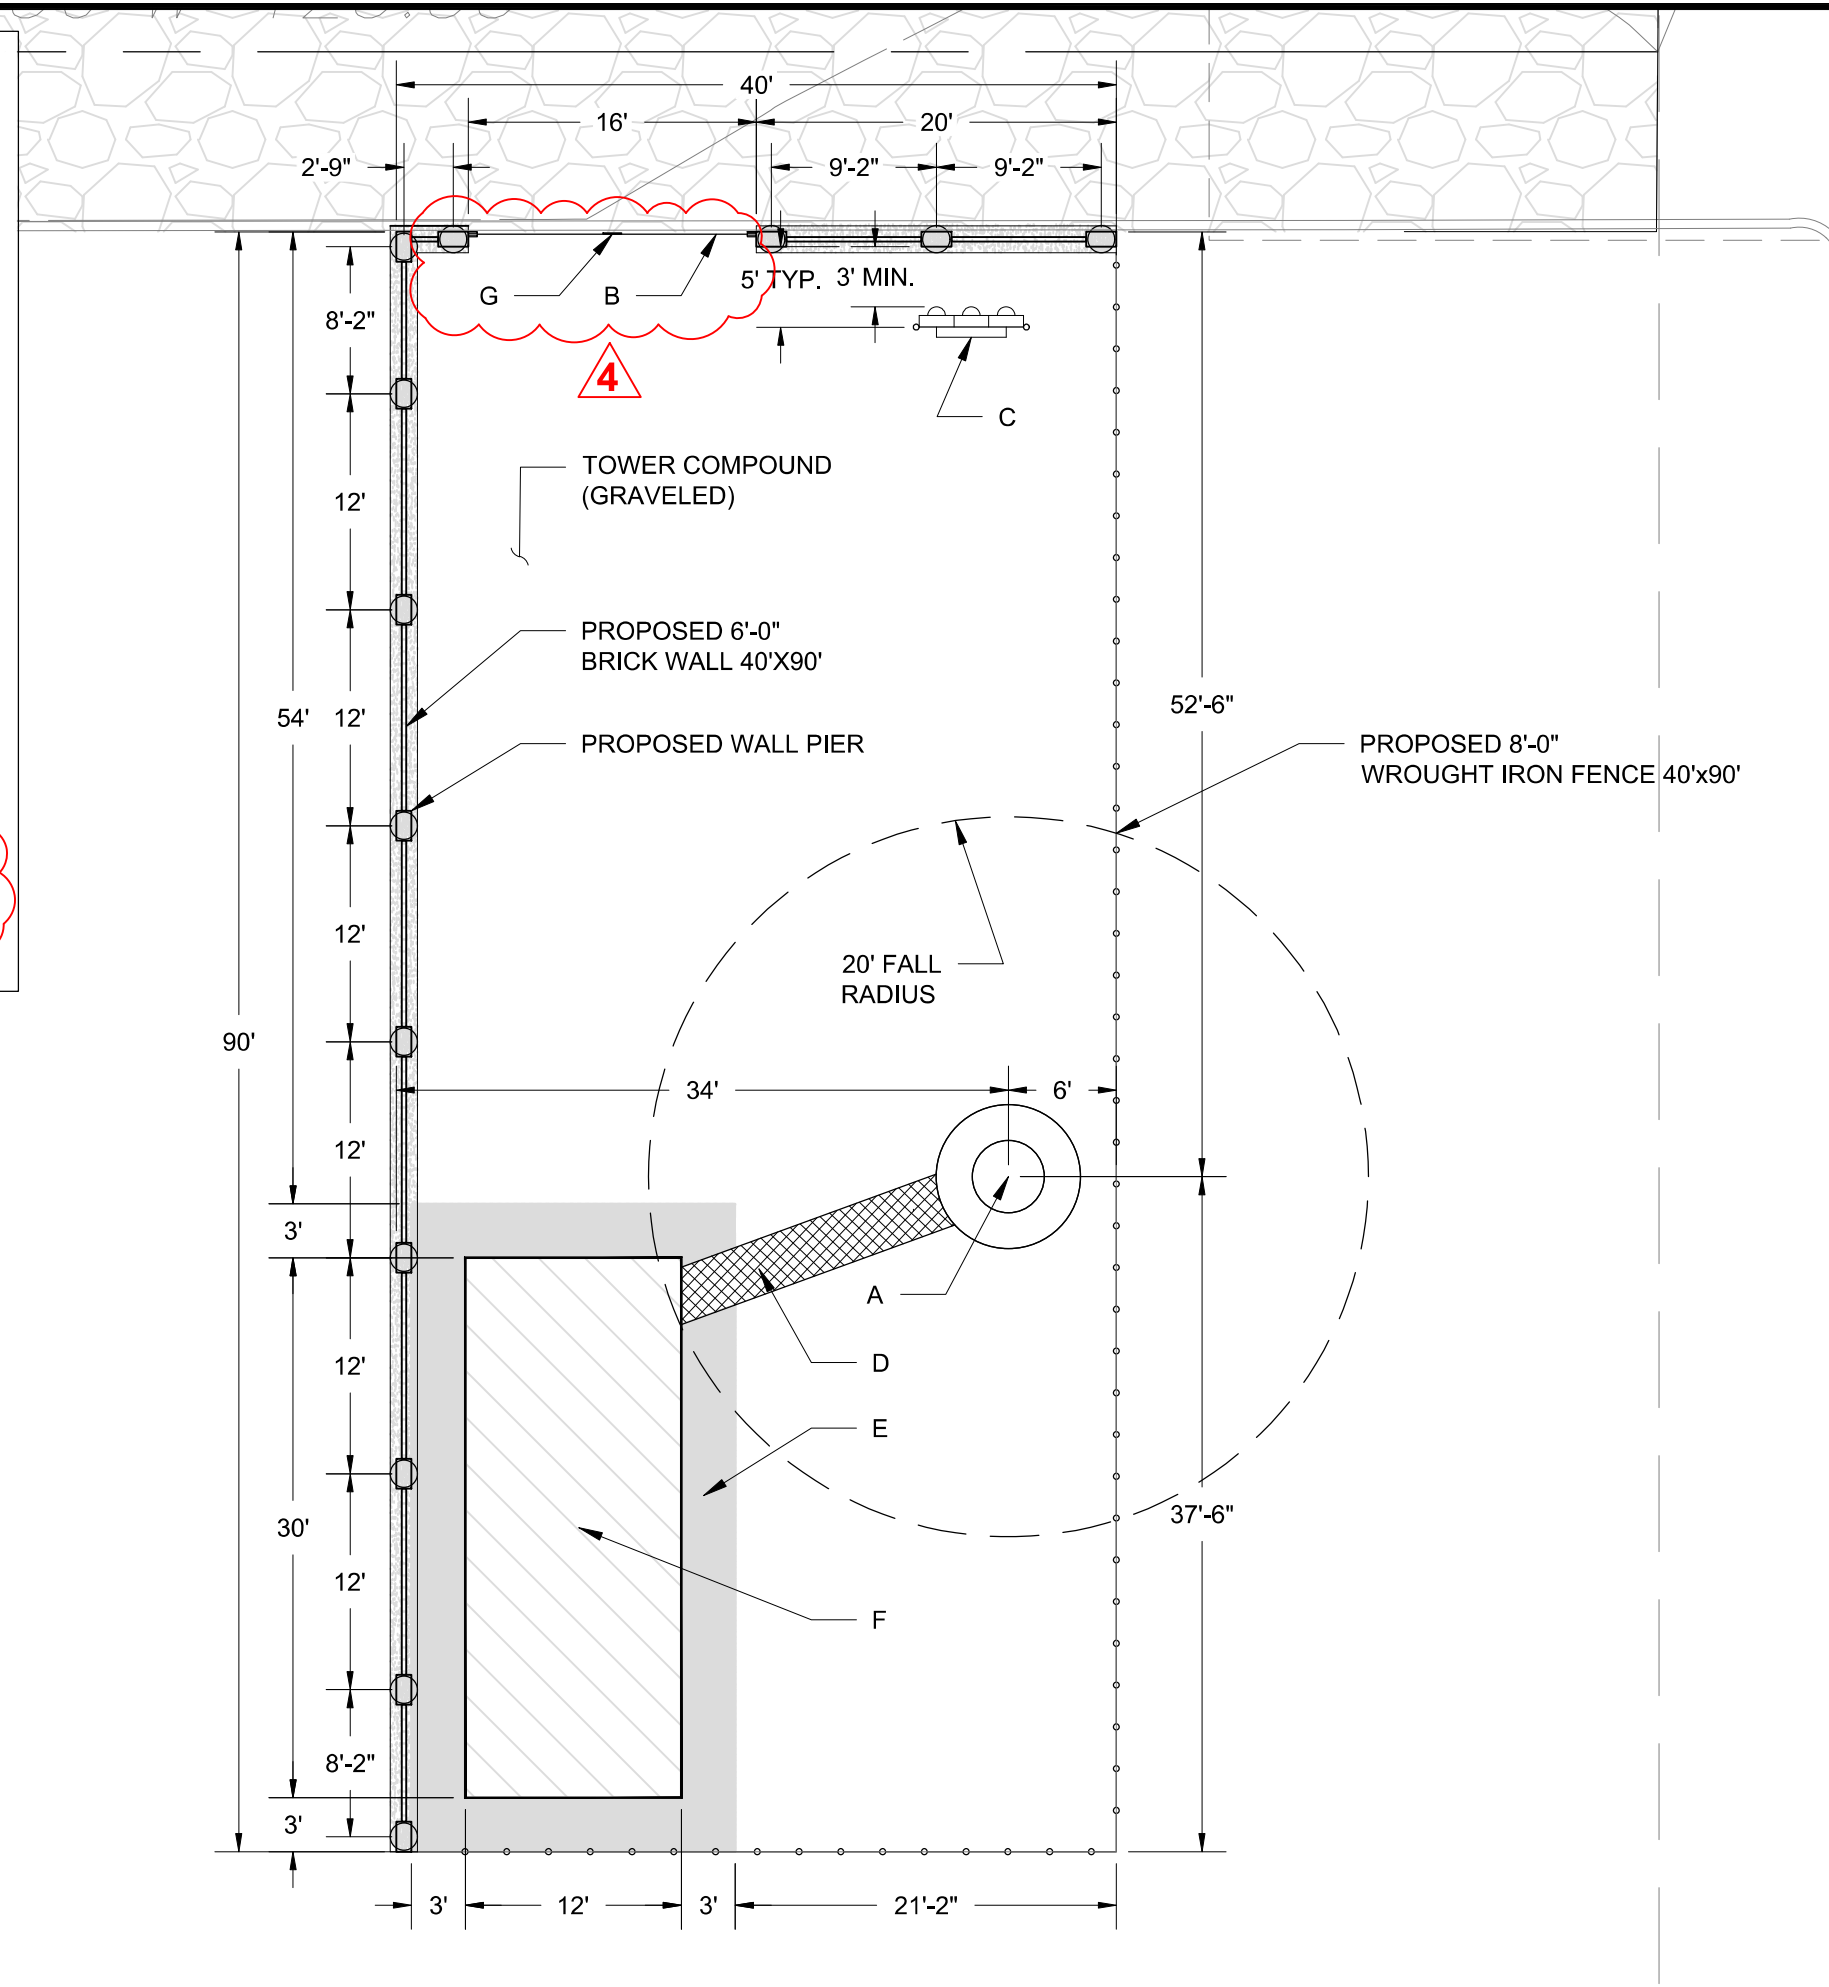 40'
16'
20'
2'-9"
9'-2"
9'-2"
G
B
5' TYP.
3' MIN.
8'-2"
4
C
TOWER COMPOUND
(GRAVELED)
12'
PROPOSED 6'-0"
BRICK WALL 40'X90'
54'
12'
52'-6"
PROPOSED WALL PIER
PROPOSED 8'-0"
WROUGHT IRON FENCE 40'x90'
12'
20' FALL
RADIUS
90'
34'
6'
12'
3'
A
12'
D
E
30'
37'-6"
12'
F
8'-2"
3'
3'
12'
3'
21'-2"